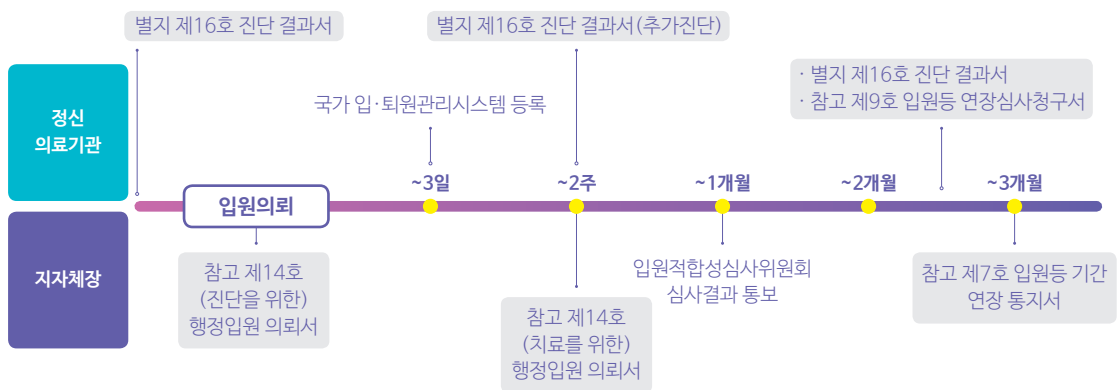 별지 제16호 진단 결과서
별지 제16호 진단 결과서(추가진단)
· 별지 제16호 진단 결과서
· 참고 제9호 입원등 연장심사청구서
국가 입·퇴원관리시스템 등록
정신
의료기관
~3일
~2주
~1개월
~2개월
~3개월
입원의뢰
지자체장
참고 제14호
(진단을 위한)
행정입원 의뢰서
참고 제14호
(치료를 위한)
행정입원 의뢰서
입원적합성심사위원회
심사결과 통보
참고 제7호 입원등 기간
연장 통지서